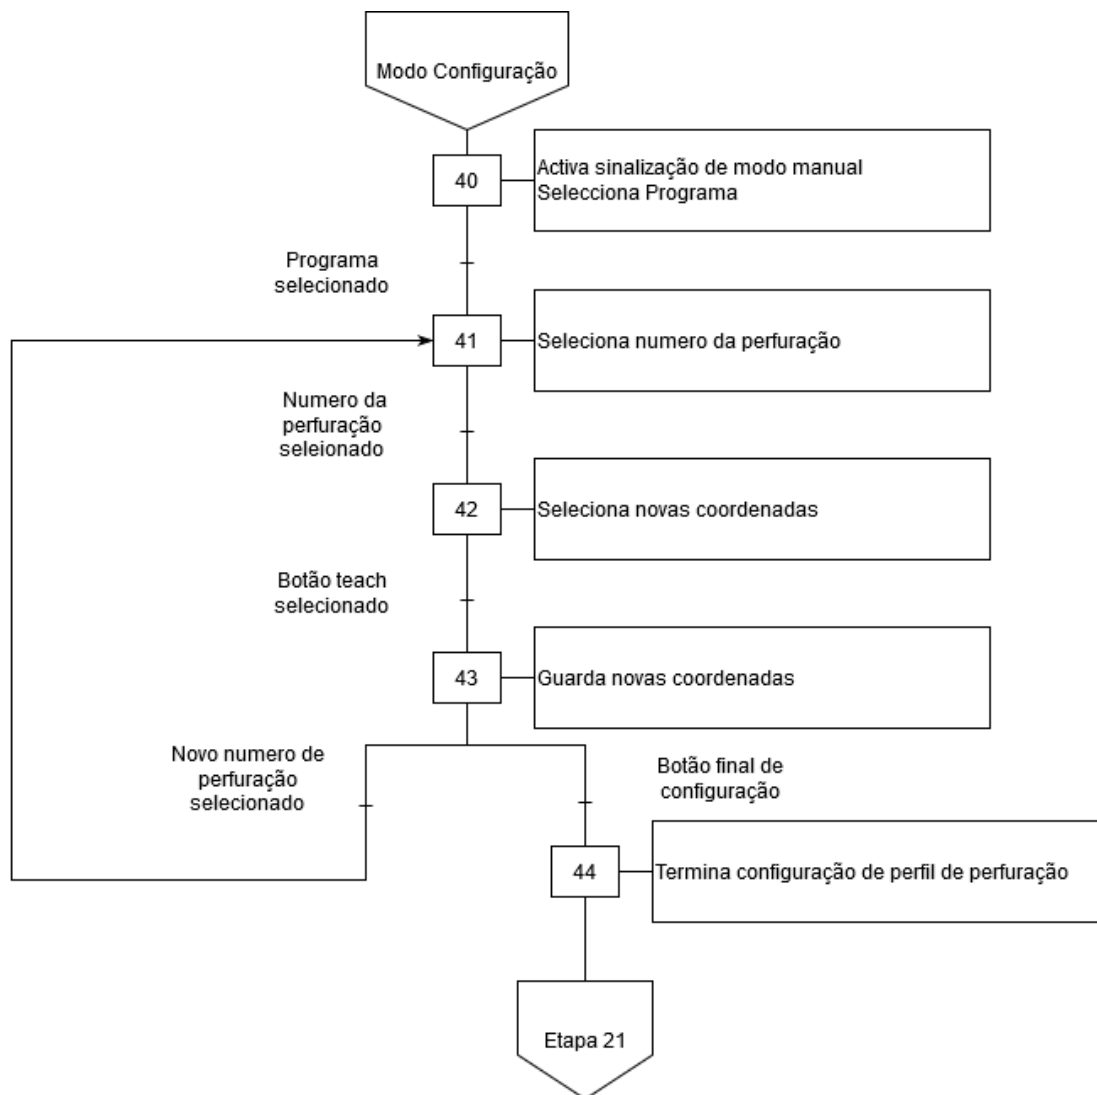 Modo Configuração
40
Activa sinalização de modo manual
Selecciona Programa
Programa
selecionado
41
Seleciona numero da perfuração
Numero da
perfuração
seleionado
42
Seleciona novas coordenadas
Botão teach
selecionado
43
Guarda novas coordenadas
Novo numero de
perfuração
selecionado
Botão final de
configuração
44
Termina configuração de perfil de perfuração
Etapa 21